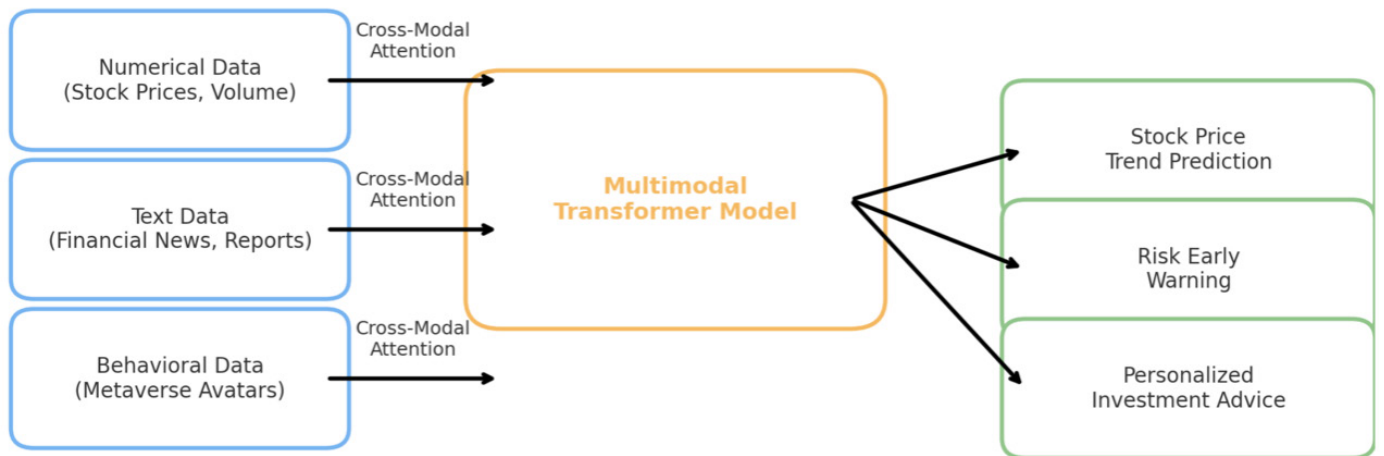 Numerical Data
(Stock Prices, Volume)
Cross-Modal
Attention
Text Data
(Financial News, Reports)
Cross-Modal
Attention
Behavioral Data
(Metaverse Avatars)
Cross-Modal
Attention
Multimodal
Transformer Model
Stock Price
Trend Prediction
Risk Early
Warning
Personalized
Investment Advice